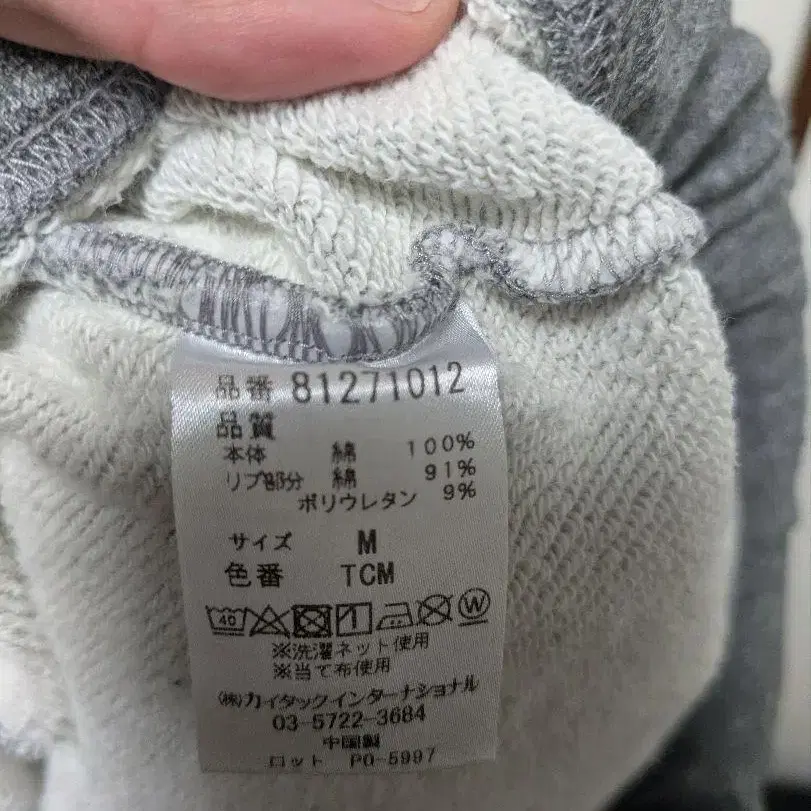 品番 81271012
品質
本体 綿 100%
リブ部分 綿 91%
ポリウレタン 9%
サイズ M
色番 TCM
40 W
※洗濯ネット使用
※当て布使用
(株)カイタックインターナショナル
03-5722-3684
中国製
ロット PO-5997